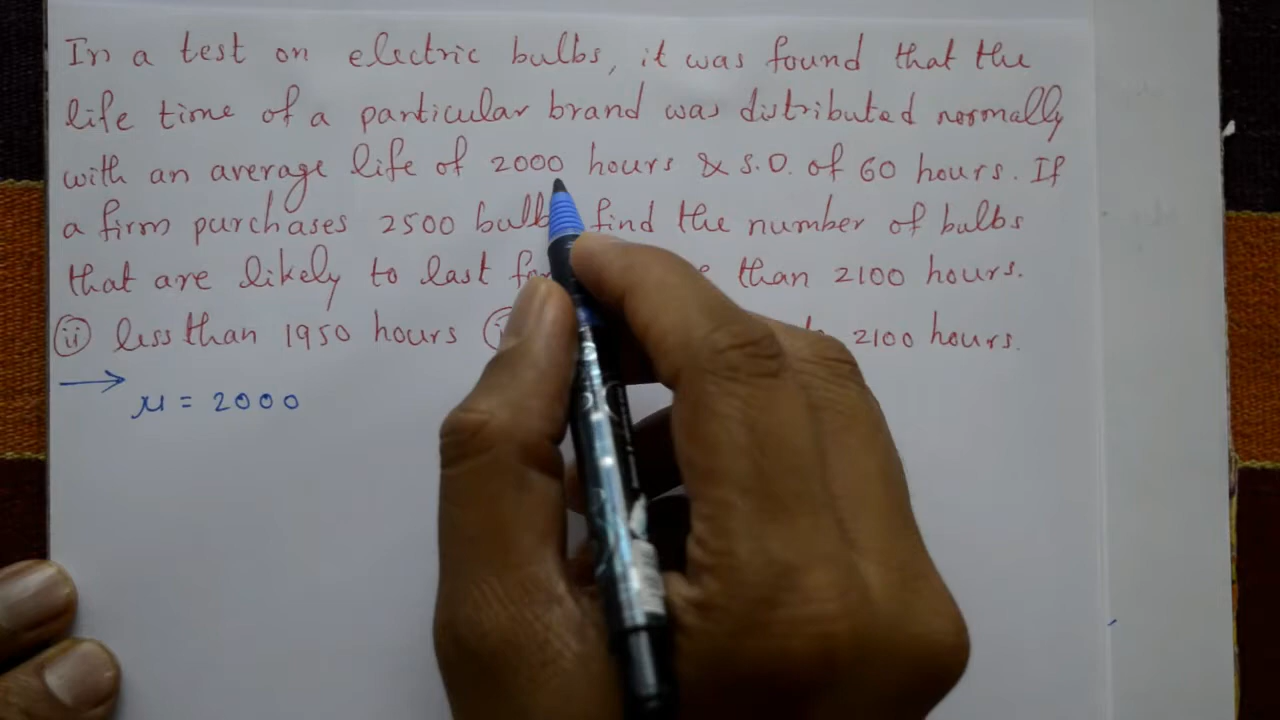 In a test on electric bulbs, it was found that the
life time of a particular brand was distributed normally
with an average life of 2000 hours & S.D. of 60 hours. If
a firm purchases 2500 bulbs find the number of bulbs
that are likely to last than 2100 hours.
(ii) less than 1950 hours 2100 hours.
→ μ = 2000